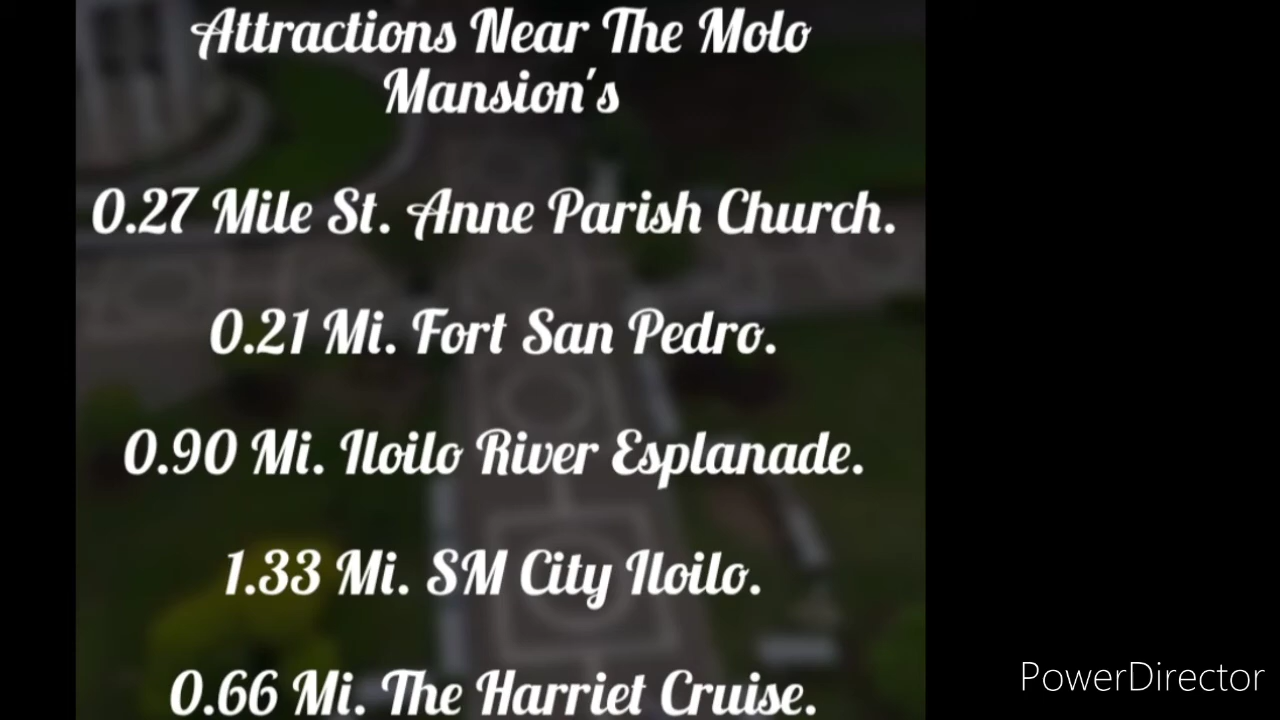 Attractions Near The Molo
Mansion's
0.27 Mile St. Anne Parish Church.
0.21 Mi. Fort San Pedro.
0.90 Mi. Iloilo River Esplanade.
1.33 Mi. SM City Iloilo.
0.66 Mi. The Harriet Cruise.
PowerDirector